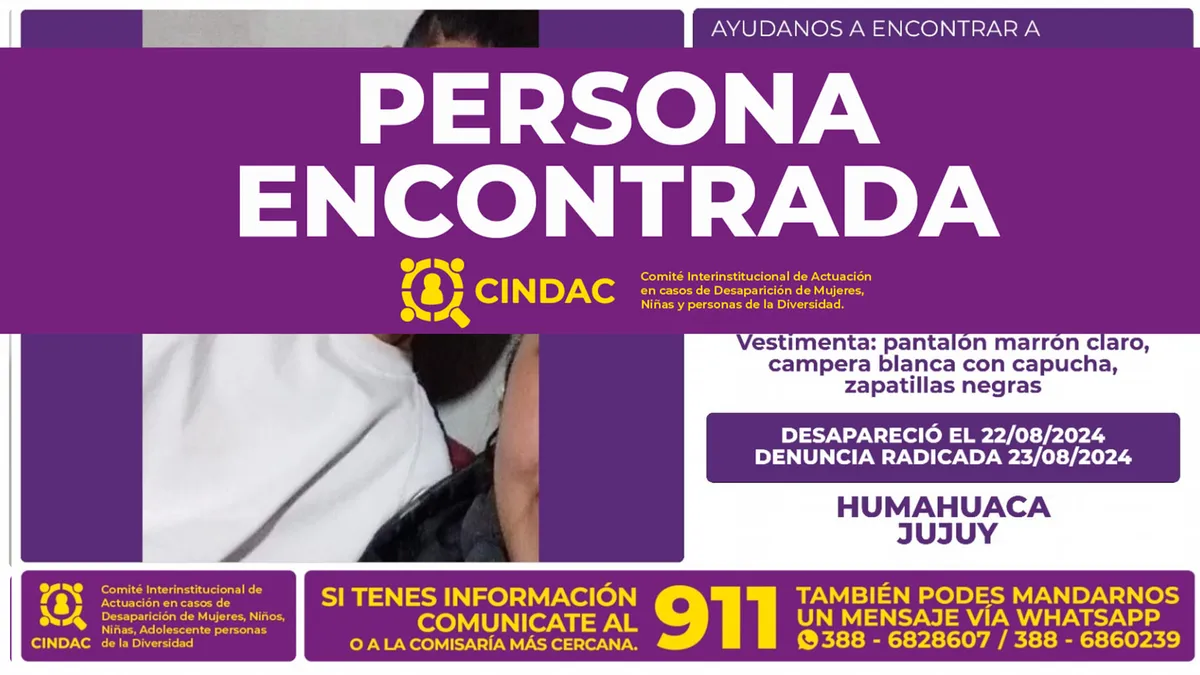 AYUDANOS A ENCONTRAR A
PERSONA
ENCONTRADA
CINDAC
Comité Interinstitucional de Actuación
en casos de Desaparición de Mujeres,
Niñas y personas de la Diversidad.
Vestimenta: pantalón marrón claro,
campera blanca con capucha,
zapatillas negras
DESAPARECIÓ EL 22/08/2024
DENUNCIA RADICADA 23/08/2024
HUMAHUACA
JUJUY
CINDAC
Comité Interinstitucional de
Actuación en casos de
Desaparición de Mujeres, Niños,
Niñas, Adolescente personas
de la Diversidad
SI TENES INFORMACIÓN
COMUNICATE AL
O A LA COMISARÍA MÁS CERCANA.
911
TAMBIÉN PODES MANDARNOS
UN MENSAJE VÍA WHATSAPP
388 - 6828607 / 388 - 6860239